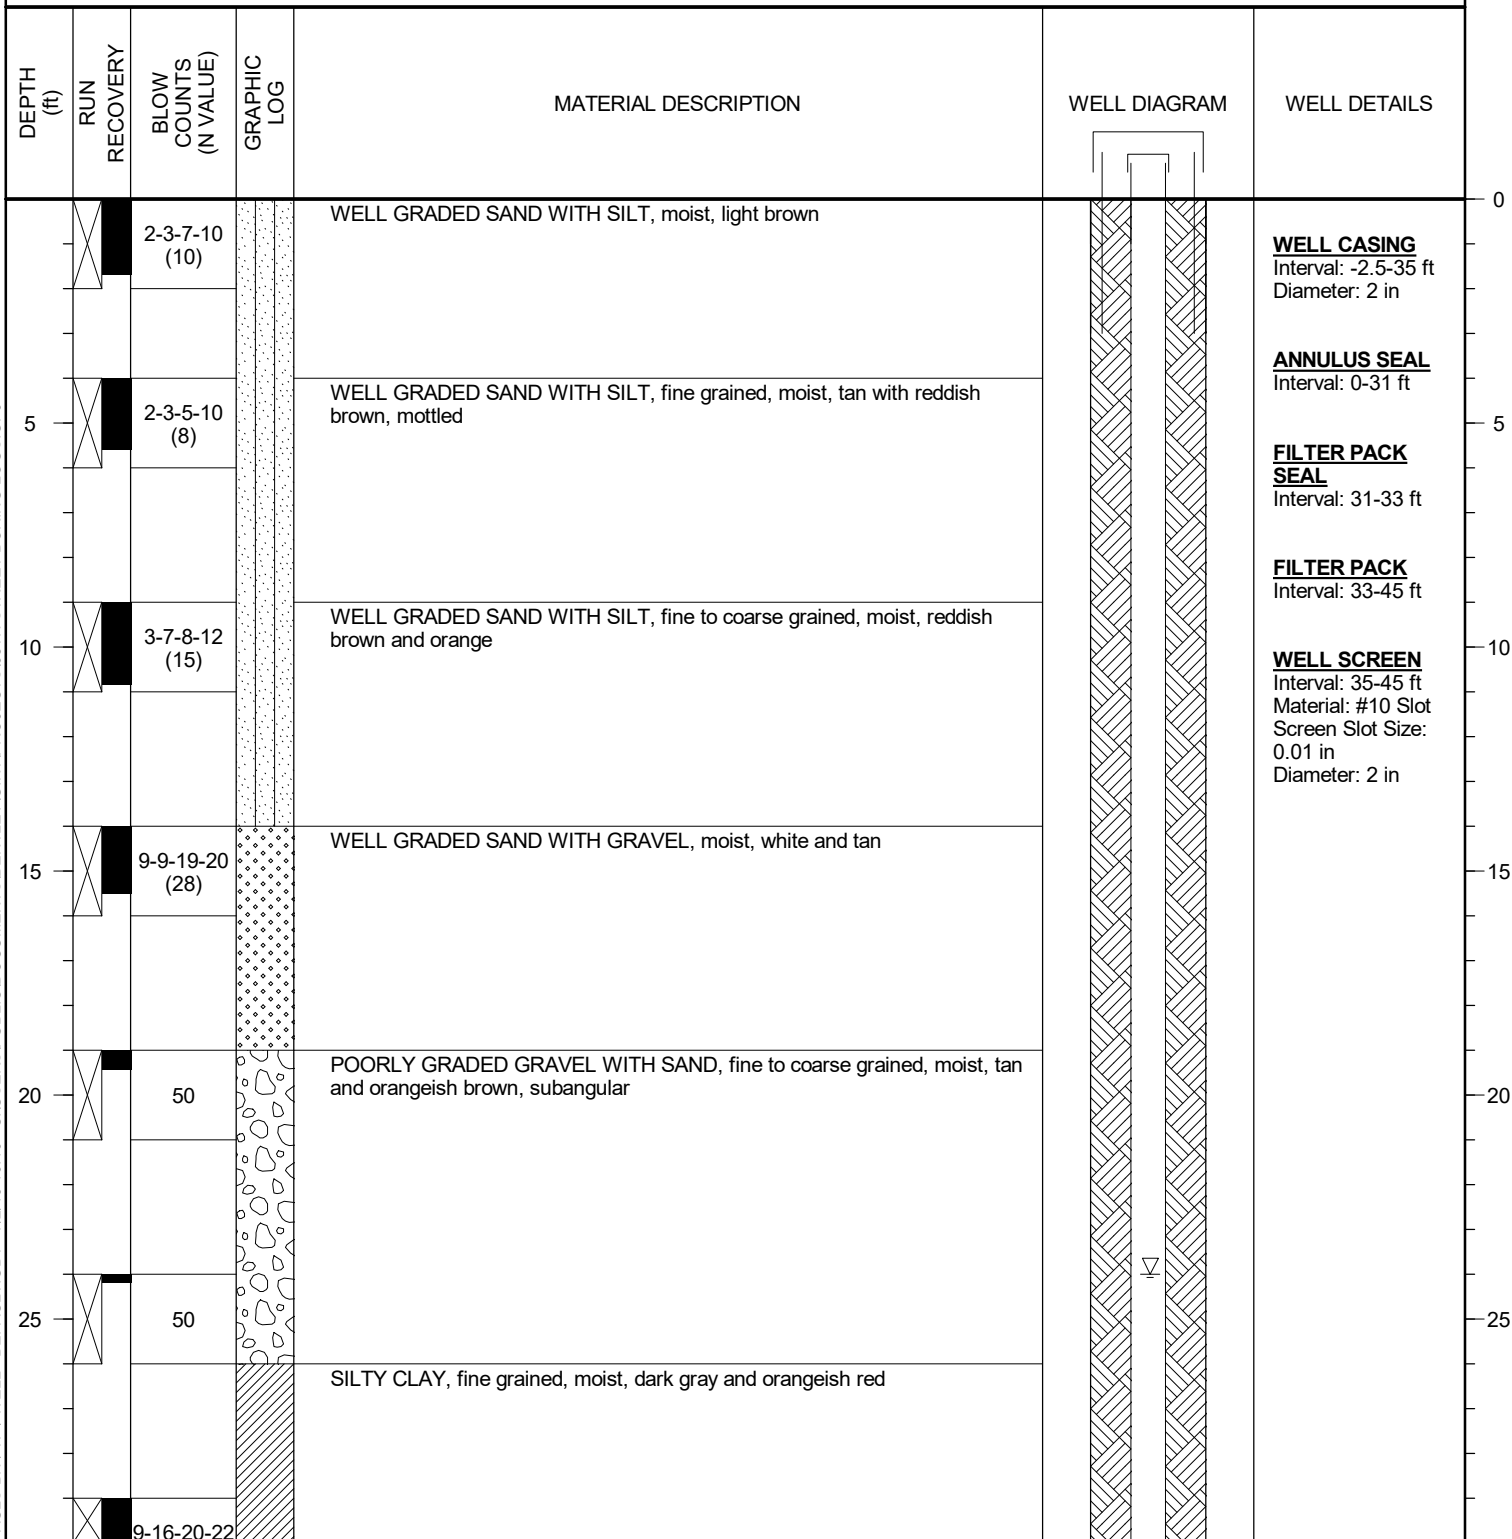 DEPTH
(ft)
RUN
RECOVERY
BLOW
COUNTS
(N VALUE)
GRAPHIC
LOG
MATERIAL DESCRIPTION
WELL DIAGRAM
WELL DETAILS
0
2-3-7-10
(10)
WELL GRADED SAND WITH SILT, moist, light brown
WELL CASING
Interval: -2.5-35 ft
Diameter: 2 in
ANNULUS SEAL
Interval: 0-31 ft
5
2-3-5-10
(8)
WELL GRADED SAND WITH SILT, fine grained, moist, tan with reddish
brown, mottled
5
FILTER PACK
SEAL
Interval: 31-33 ft
FILTER PACK
Interval: 33-45 ft
10
3-7-8-12
(15)
WELL GRADED SAND WITH SILT, fine to coarse grained, moist, reddish
brown and orange
10
WELL SCREEN
Interval: 35-45 ft
Material: #10 Slot
Screen Slot Size:
0.01 in
Diameter: 2 in
15
9-9-19-20
(28)
WELL GRADED SAND WITH GRAVEL, moist, white and tan
15
20
50
POORLY GRADED GRAVEL WITH SAND, fine to coarse grained, moist, tan
and orangeish brown, subangular
20
25
50
25
SILTY CLAY, fine grained, moist, dark gray and orangeish red
9-16-20-22